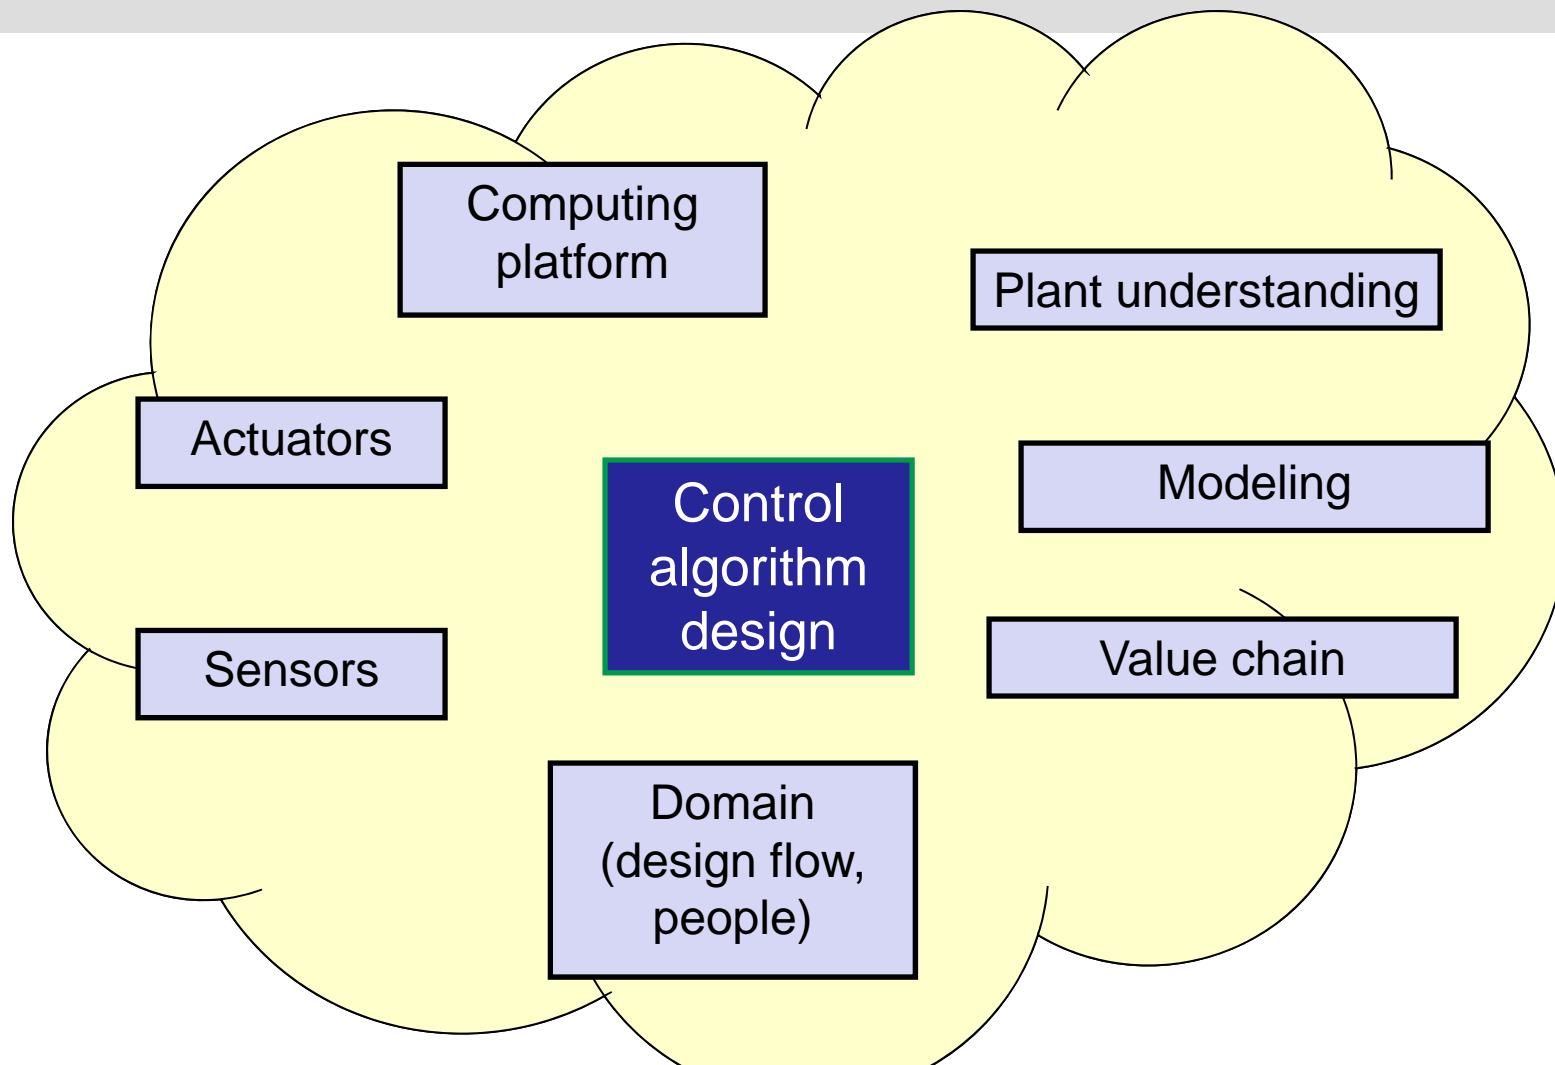 Computing
platform
Plant understanding
Actuators
Modeling
Control
algorithm
design
Sensors
Value chain
Domain
(design flow,
people)